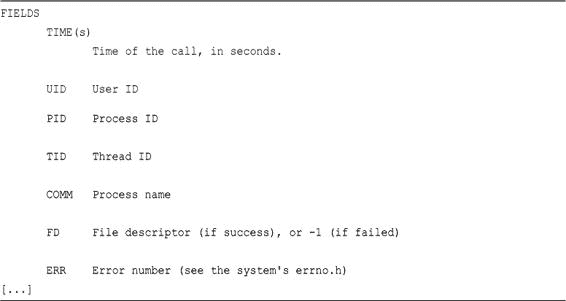 FIELDS
TIME(s)
Time of the call, in seconds.
UID User ID
PID Process ID
TID Thread ID
COMM Process name
FD File descriptor (if success), or -1 (if failed)
ERR Error number (see the system's errno.h)
[...]